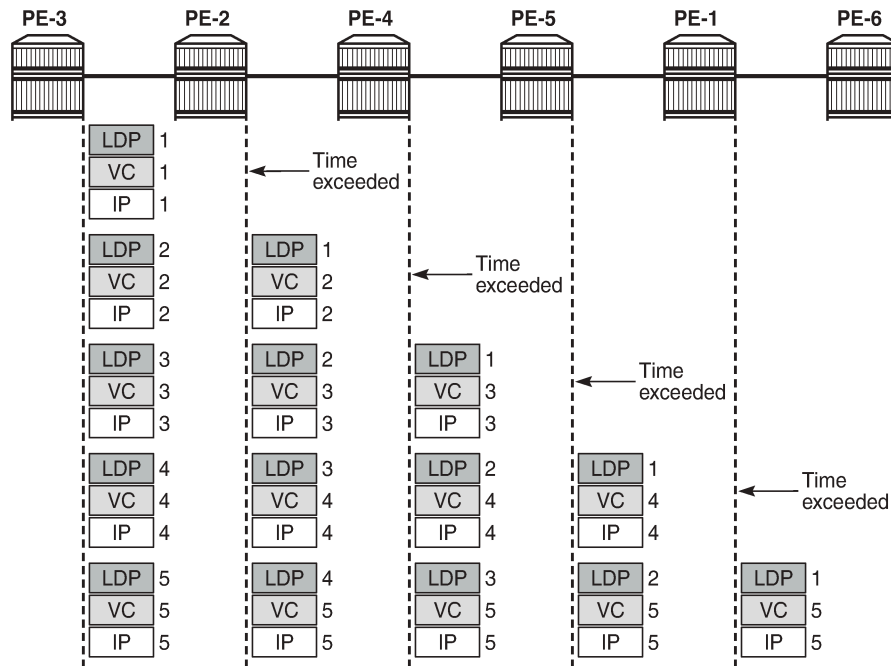 PE-3 PE-2 PE-4 PE-5 PE-1 PE-6
LDP 1
VC 1
IP 1
Time
exceeded
LDP 2 LDP 1
VC 2 VC 2
IP 2 IP 2
Time
exceeded
LDP 3 LDP 2 LDP 1
VC 3 VC 3 VC 3
IP 3 IP 3 IP 3
Time
exceeded
LDP 4 LDP 3 LDP 2 LDP 1
VC 4 VC 4 VC 4 VC 4
IP 4 IP 4 IP 4 IP 4
Time
exceeded
LDP 5 LDP 4 LDP 3 LDP 2 LDP 1
VC 5 VC 5 VC 5 VC 5 VC 5
IP 5 IP 5 IP 5 IP 5 IP 5